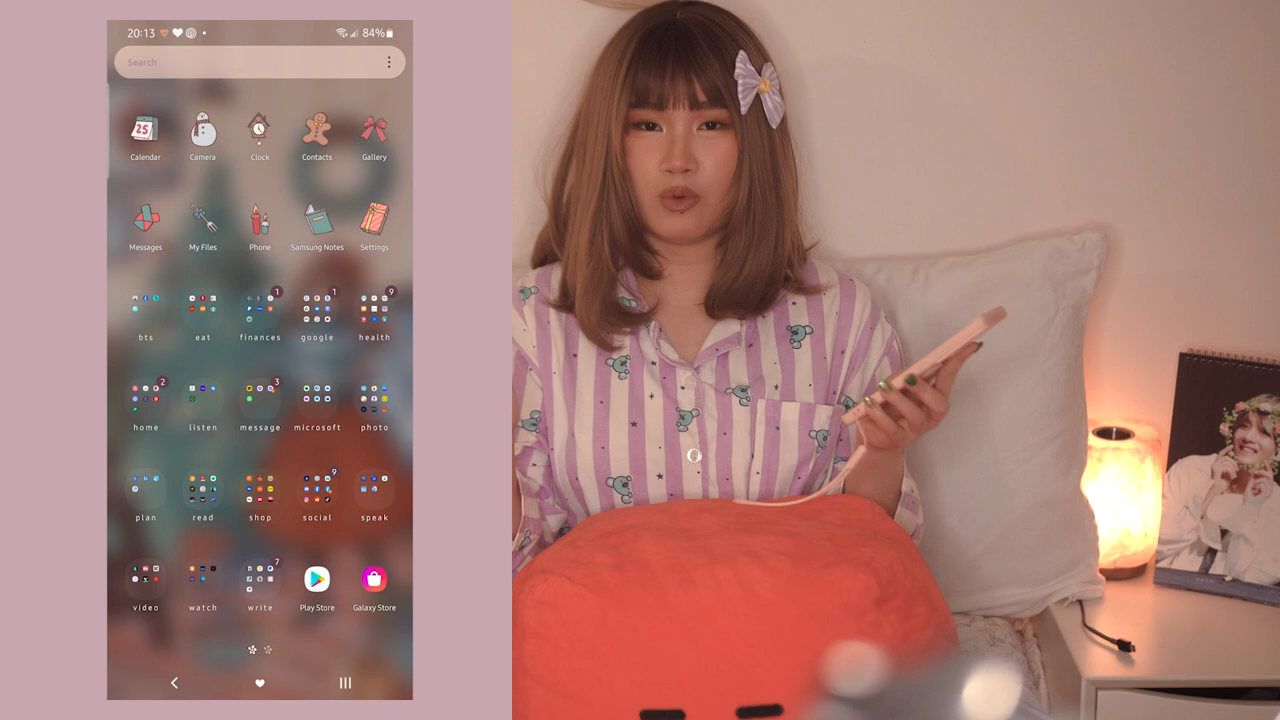 20:13
84%
Search
25
Calendar Camera Clock Contacts Gallery
Messages My Files Phone Samsung Notes Settings
1 1 9
bts eat finances google health
2 3
home listen message microsoft photo
9
plan read shop social speak
7
video watch write Play Store Galaxy Store